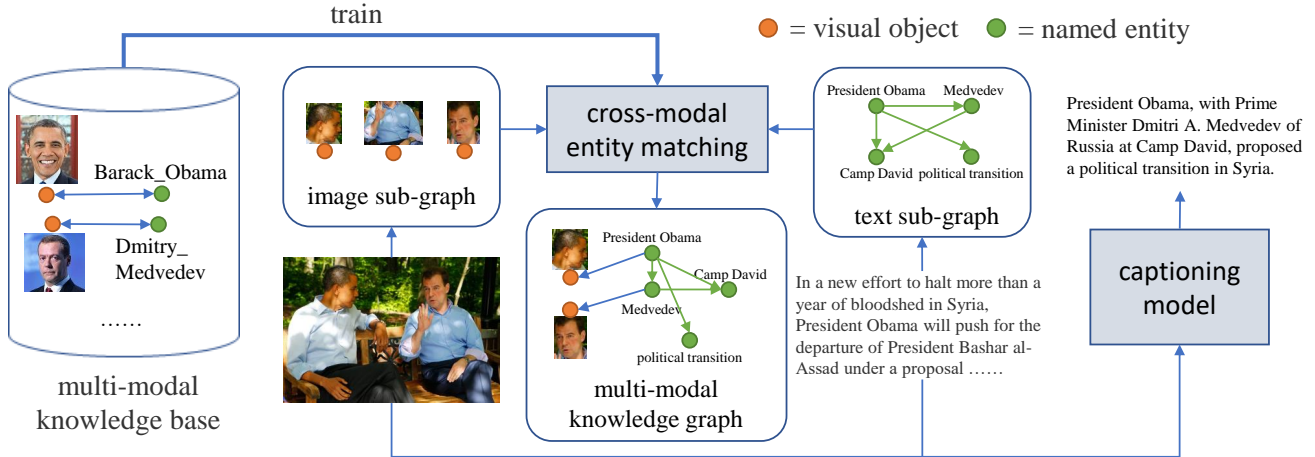 train
= visual object
= named entity
Barack_Obama
Dmitry_
Medvedev
......
multi-modal
knowledge base
image sub-graph
cross-modal
entity matching
President Obama
Medvedev
Camp David
political transition
text sub-graph
President Obama
Camp David
Medvedev
political transition
multi-modal
knowledge graph
In a new effort to halt more than a
year of bloodshed in Syria,
President Obama will push for the
departure of President Bashar al-
Assad under a proposal ......
President Obama, with Prime
Minister Dmitri A. Medvedev of
Russia at Camp David, proposed
a political transition in Syria.
captioning
model